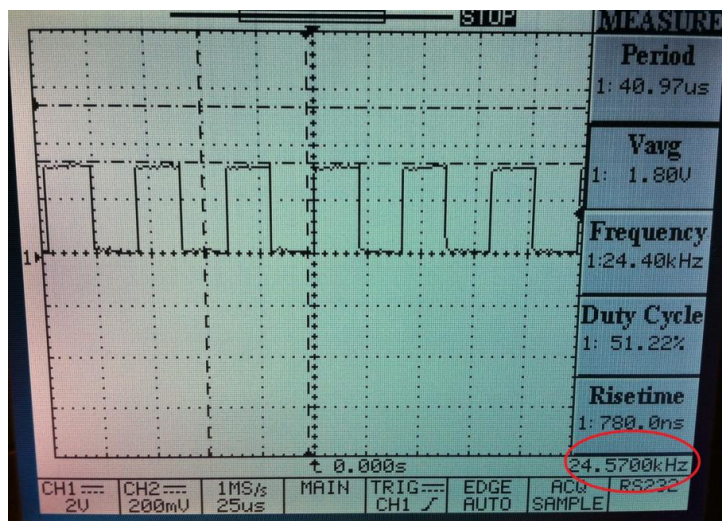 STOP
MEASURE
Period
1: 40.97us
Vavg
1: 1.80V
Frequency
1:24.40kHz
Duty Cycle
1: 51.22%
Risetime
1: 780.0ns
1
0.000s
24.5700kHz
CH1 CH2 1MS/s MAIN TRIG EDGE ACQ RS232
2V 200mV 25us CH1 AUTO SAMPLE